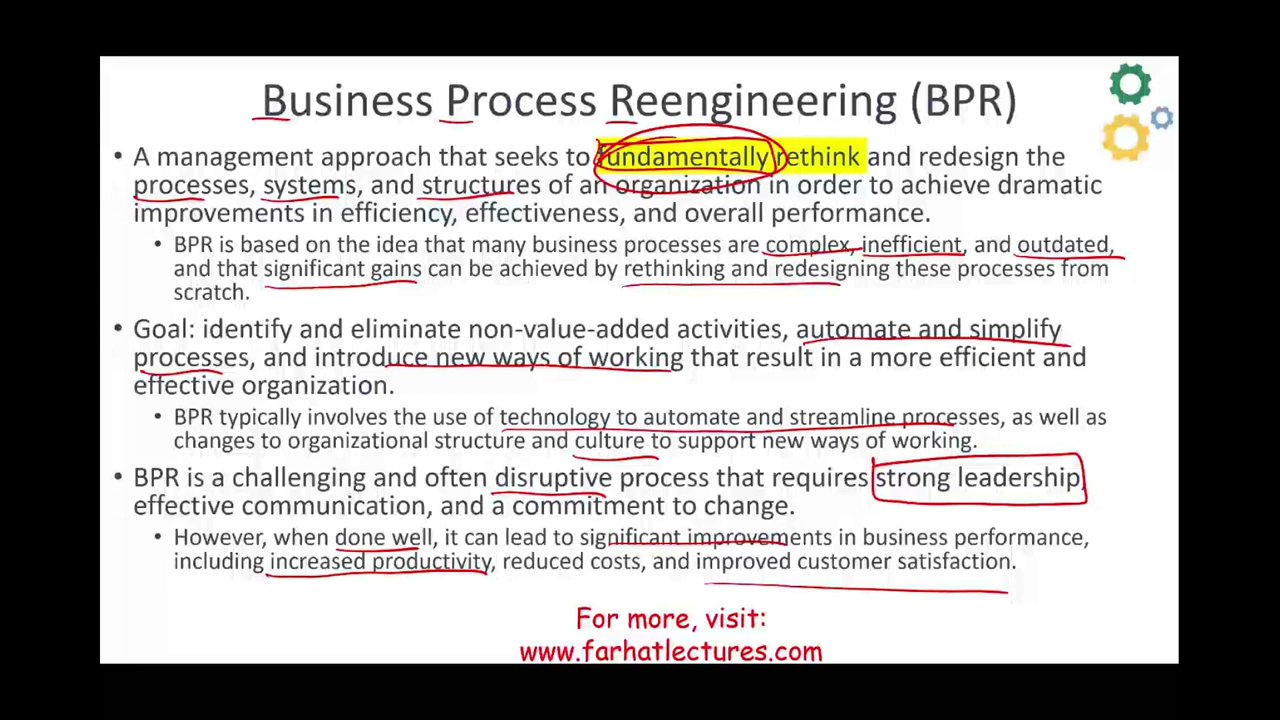 Business Process Reengineering (BPR)
• A management approach that seeks to fundamentally rethink and redesign the
processes, systems, and structures of an organization in order to achieve dramatic
improvements in efficiency, effectiveness, and overall performance.
• BPR is based on the idea that many business processes are complex, inefficient, and outdated,
and that significant gains can be achieved by rethinking and redesigning these processes from
scratch.
• Goal: identify and eliminate non-value-added activities, automate and simplify
processes, and introduce new ways of working that result in a more efficient and
effective organization.
• BPR typically involves the use of technology to automate and streamline processes, as well as
changes to organizational structure and culture to support new ways of working.
• BPR is a challenging and often disruptive process that requires strong leadership,
effective communication, and a commitment to change.
• However, when done well, it can lead to significant improvements in business performance,
including increased productivity, reduced costs, and improved customer satisfaction.
For more, visit:
www.farhatlectures.com